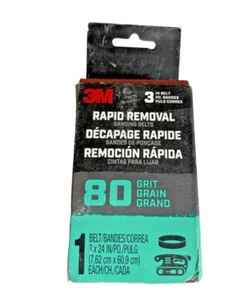 3M
3 IN BELT
PO. BANDES
PULG CORREA
RAPID REMOVAL
SANDING BELTS
DÉCAPAGE RAPIDE
BANDES DE PONÇAGE
REMOCIÓN RÁPIDA
CINTAS PARA LIJAR
80 GRIT
GRAIN
GRANO
1 BELT/BANDES/CORREA
3 x 24 IN/PO./PULG
(7,62 cm x 60,9 cm)
EACH/CH./CADA